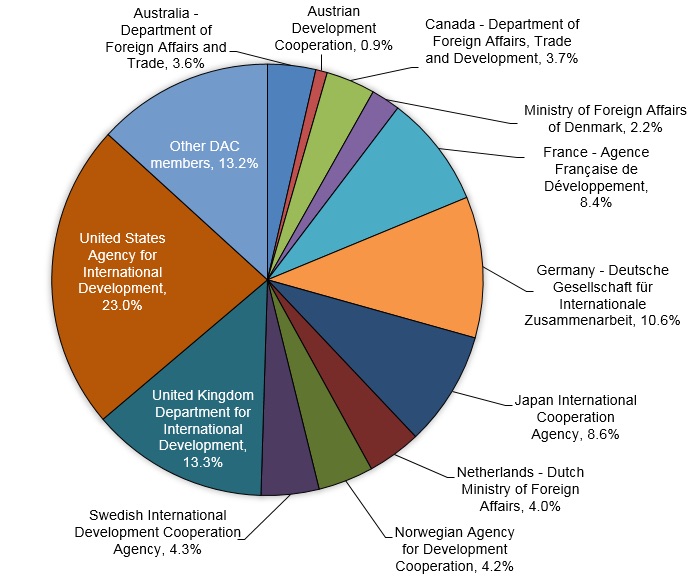 Australia -
Department of
Foreign Affairs and
Trade, 3.6%
Austrian
Development
Cooperation, 0.9%
Canada - Department of
Foreign Affairs, Trade
and Development, 3.7%
Ministry of Foreign Affairs
of Denmark, 2.2%
France - Agence
Française de
Développement,
8.4%
Germany - Deutsche
Gesellschaft für
Internationale
Zusammenarbeit, 10.6%
Japan International
Cooperation
Agency, 8.6%
Netherlands - Dutch
Ministry of Foreign
Affairs, 4.0%
Norwegian Agency
for Development
Cooperation, 4.2%
Swedish International
Development Cooperation
Agency, 4.3%
United Kingdom
Department for
International
Development,
13.3%
United States
Agency for
International
Development,
23.0%
Other DAC
members, 13.2%